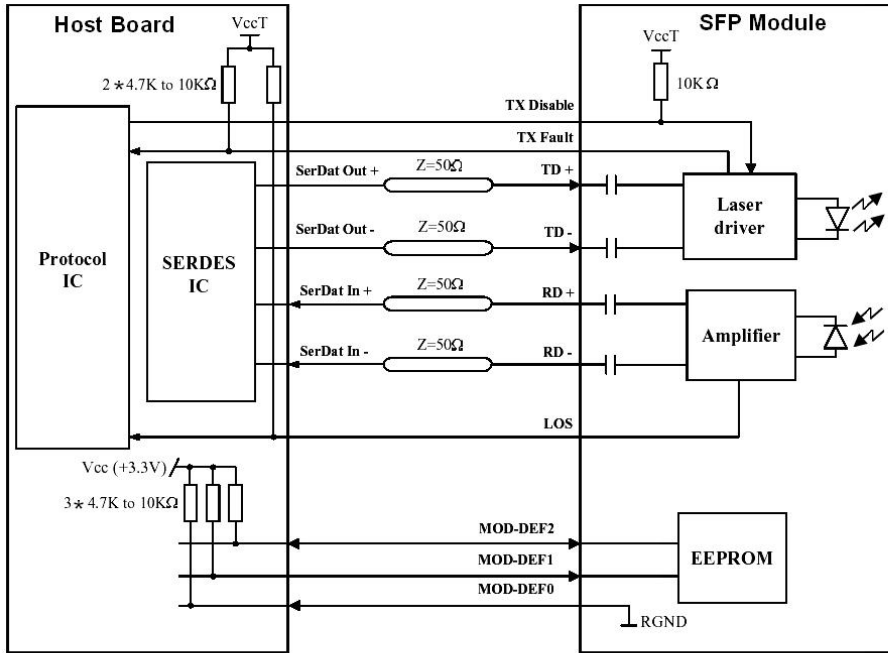 Host Board
SFP Module
VccT
VccT
2*4.7K to 10KΩ
10KΩ
TX Disable
TX Fault
SerDat Out +
Z=50Ω
TD +
SerDat Out -
Z=50Ω
TD -
Laser
driver
Protocol
IC
SERDES
IC
SerDat In +
Z=50Ω
RD +
SerDat In -
Z=50Ω
RD -
Amplifier
LOS
Vcc (+3.3V)
3*4.7K to 10KΩ
MOD-DEF2
MOD-DEF1
MOD-DEF0
EEPROM
RGND